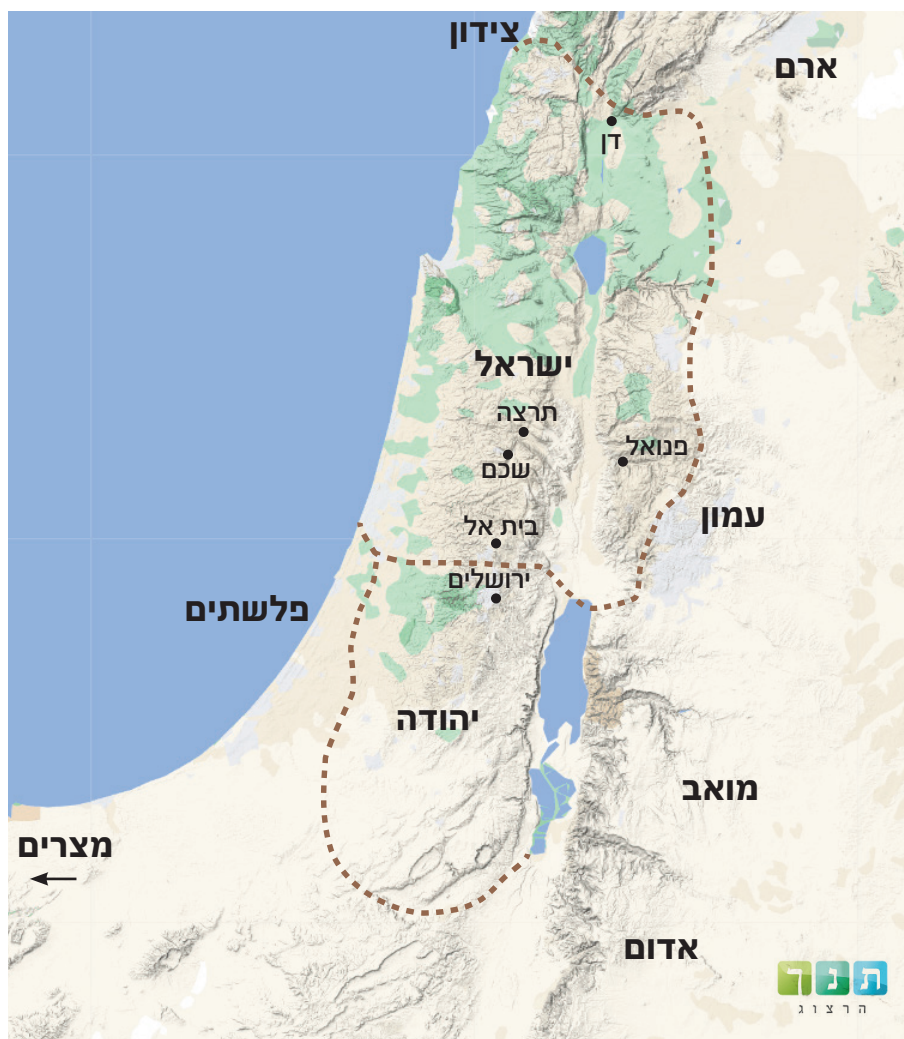 צידון
ארם
דן
ישראל
תרצה
שכם
פנואל
עמון
בית אל
ירושלים
פלשתים
יהודה
מואב
מצרים
אדום
תנך
הרצוג